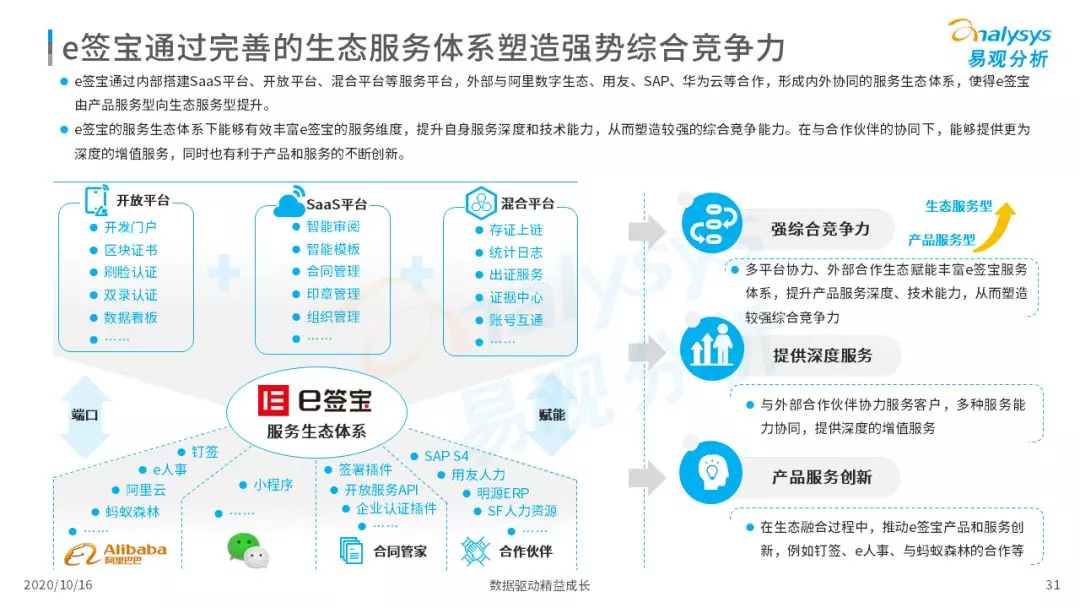 e签宝通过完善的生态服务体系塑造强势综合竞争力
analysys
易观分析
● e签宝通过内部搭建SaaS平台、开放平台、混合平台等服务平台，外部与阿里数字生态、用友、SAP、华为云等合作，形成内外协同的服务生态体系，使得e签宝
由产品服务型向生态服务型提升。
● e签宝的服务生态体系下能够有效丰富e签宝的服务维度，提升自身服务深度和技术能力，从而塑造较强的综合竞争能力。在与合作伙伴的协同下，能够提供更为
深度的增值服务，同时也有利于产品和服务的不断创新。
开放平台
● 开发门户
● 区块证书
● 刷脸认证
● 双录认证
● 数据看板
● ……
SaaS平台
● 智能审阅
● 智能模板
● 合同管理
● 印章管理
● 组织管理
● ……
混合平台
● 存证上链
● 统计日志
● 出证服务
● 证据中心
● 账号互通
● ……
端口
e签宝
服务生态体系
赋能
● 钉签
● e人事
● 阿里云
● 蚂蚁森林
● ……
Alibaba
阿里巴巴
● 小程序
● ……
● 签署插件
● 开放服务API
● 企业认证插件
● ……
合同管家
● SAP S4
● 用友人力
● 明源ERP
● SF人力资源
● ……
合作伙伴
强综合竞争力
生态服务型
产品服务型
● 多平台协力、外部合作生态赋能丰富e签宝服务
体系，提升产品服务深度、技术能力，从而塑造
较强综合竞争力
提供深度服务
● 与外部合作伙伴协力服务客户，多种服务能
力协同，提供深度的增值服务
产品服务创新
● 在生态融合过程中，推动e签宝产品和服务创
新，例如钉签、e人事、与蚂蚁森林的合作等
analysys
易观分析
2020/10/16
数据驱动精益成长
31